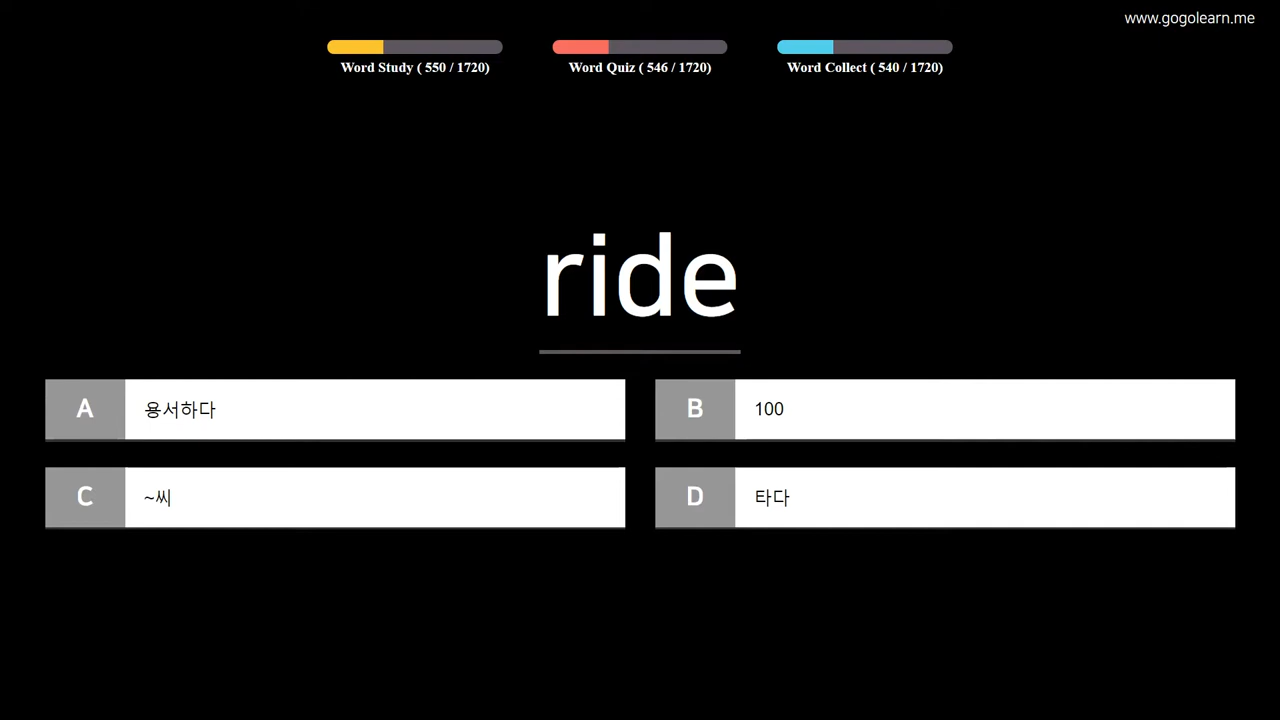 www.gogolearn.me
Word Study ( 550 / 1720)
Word Quiz ( 546 / 1720)
Word Collect ( 540 / 1720)
ride
A 용서하다
B 100
C ~씨
D 타다